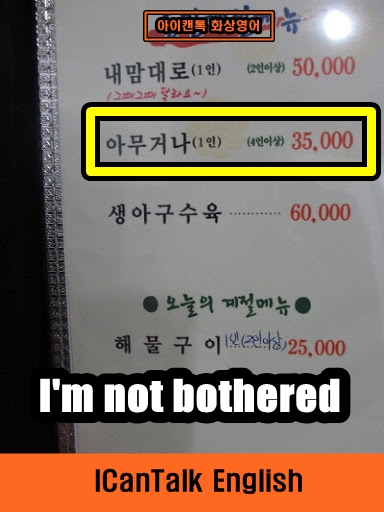 아이캔톡 화상영어
뉴
내맘대로(1인) (2인이상) 50,000
(그때그때 달라요~)
아무거나(1인) (4인이상) 35,000
생아구수육 ············ 60,000
● 오늘의 계절메뉴 ●
해물구이 1인(2인이상) 25,000
I'm not bothered
ICanTalk English